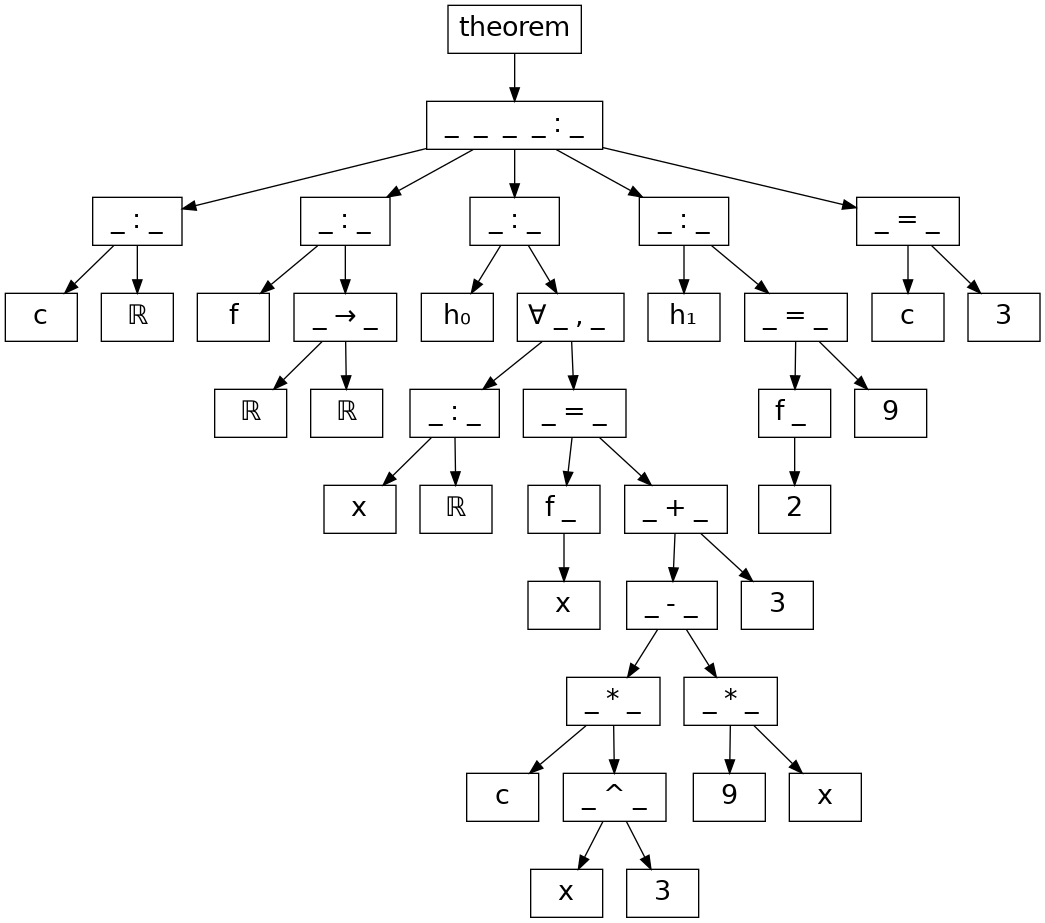 theorem
_ _ _ _ : _
_ : _ _ : _ _ : _ _ : _ _ = _
c ℝ f _ → _ h₀ ∀ _ , _ h₁ _ = _ c 3
ℝ ℝ _ : _ _ = _ f _ 9
x ℝ f _ _ + _ 2
x _ - _ 3
_ * _ _ * _
c _ ^ _ 9 x
x 3